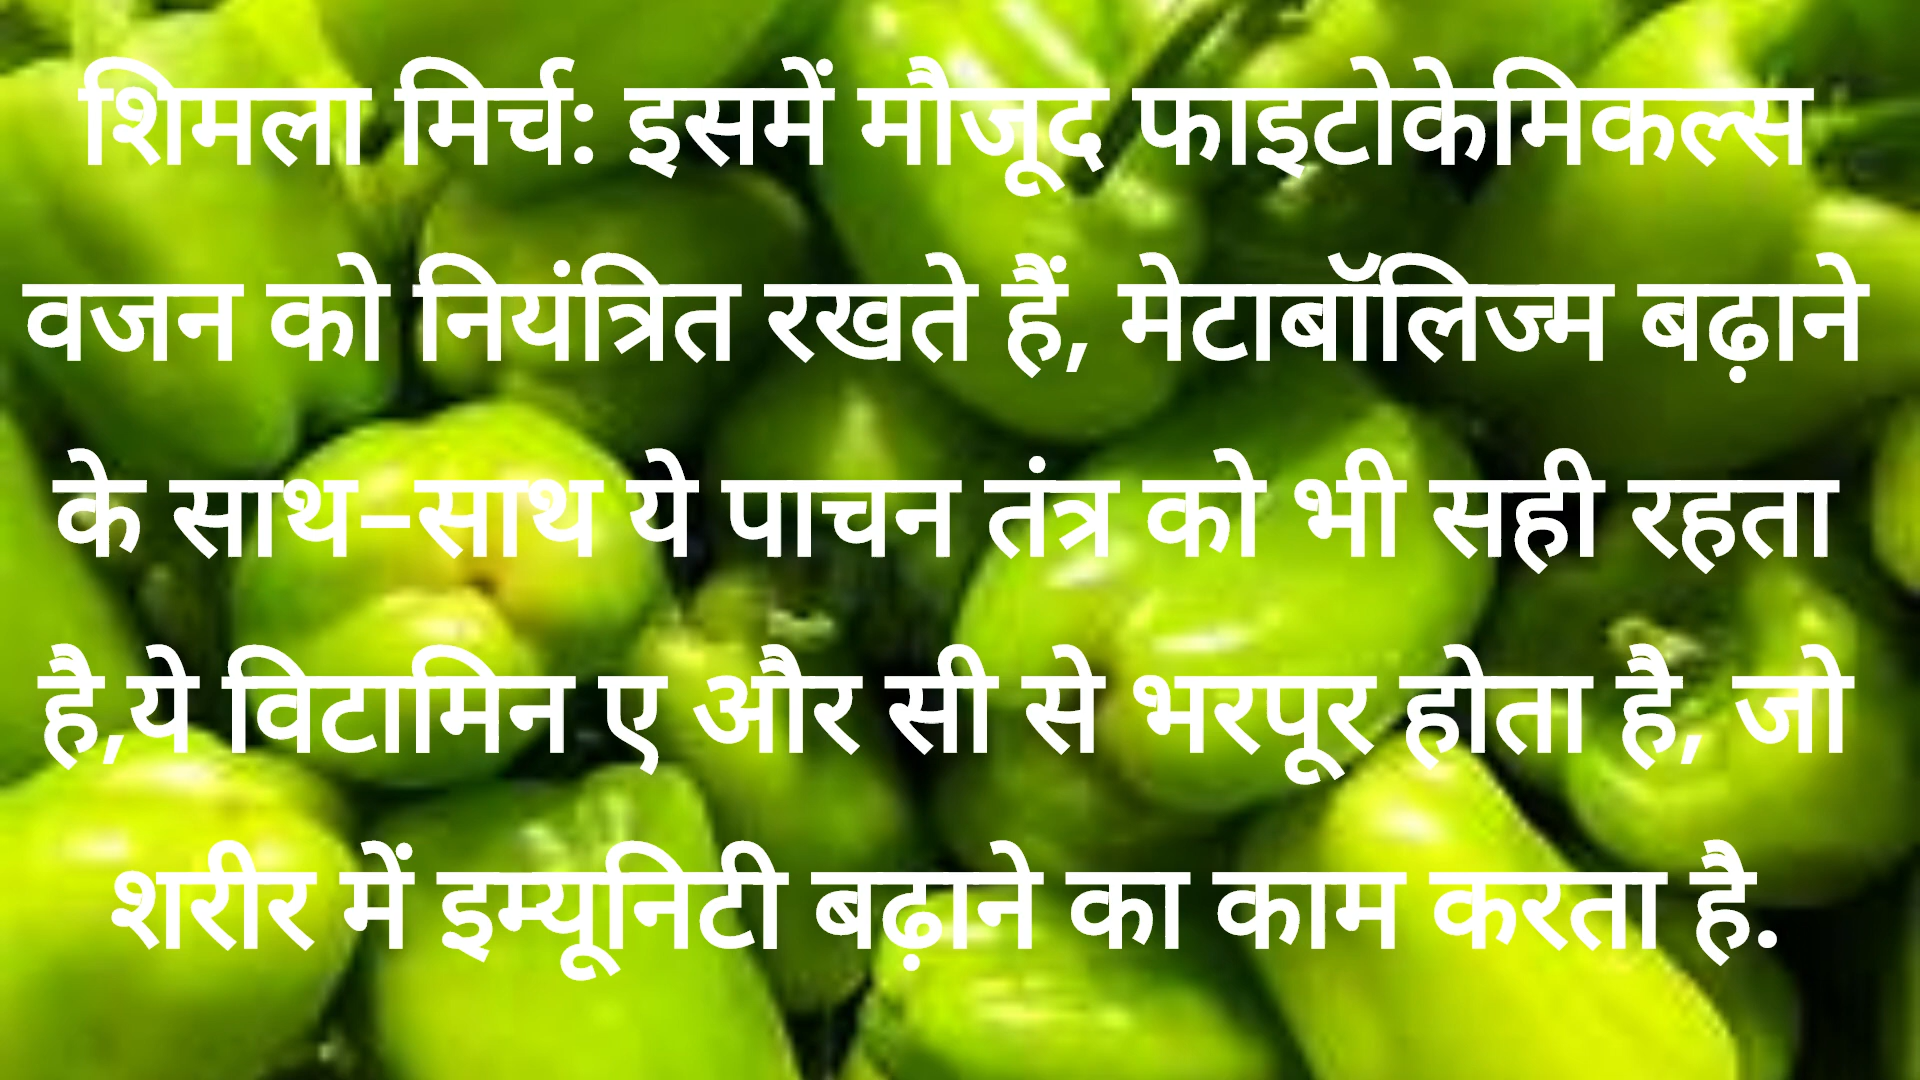 शिमला मिर्च: इसमें मौजूद फाइटोकेमिकल्स
वजन को नियंत्रित रखते हैं, मेटाबॉलिज्म बढ़ाने
के साथ–साथ ये पाचन तंत्र को भी सही रहता
है,ये विटामिन ए और सी से भरपूर होता है, जो
शरीर में इम्यूनिटी बढ़ाने का काम करता है.